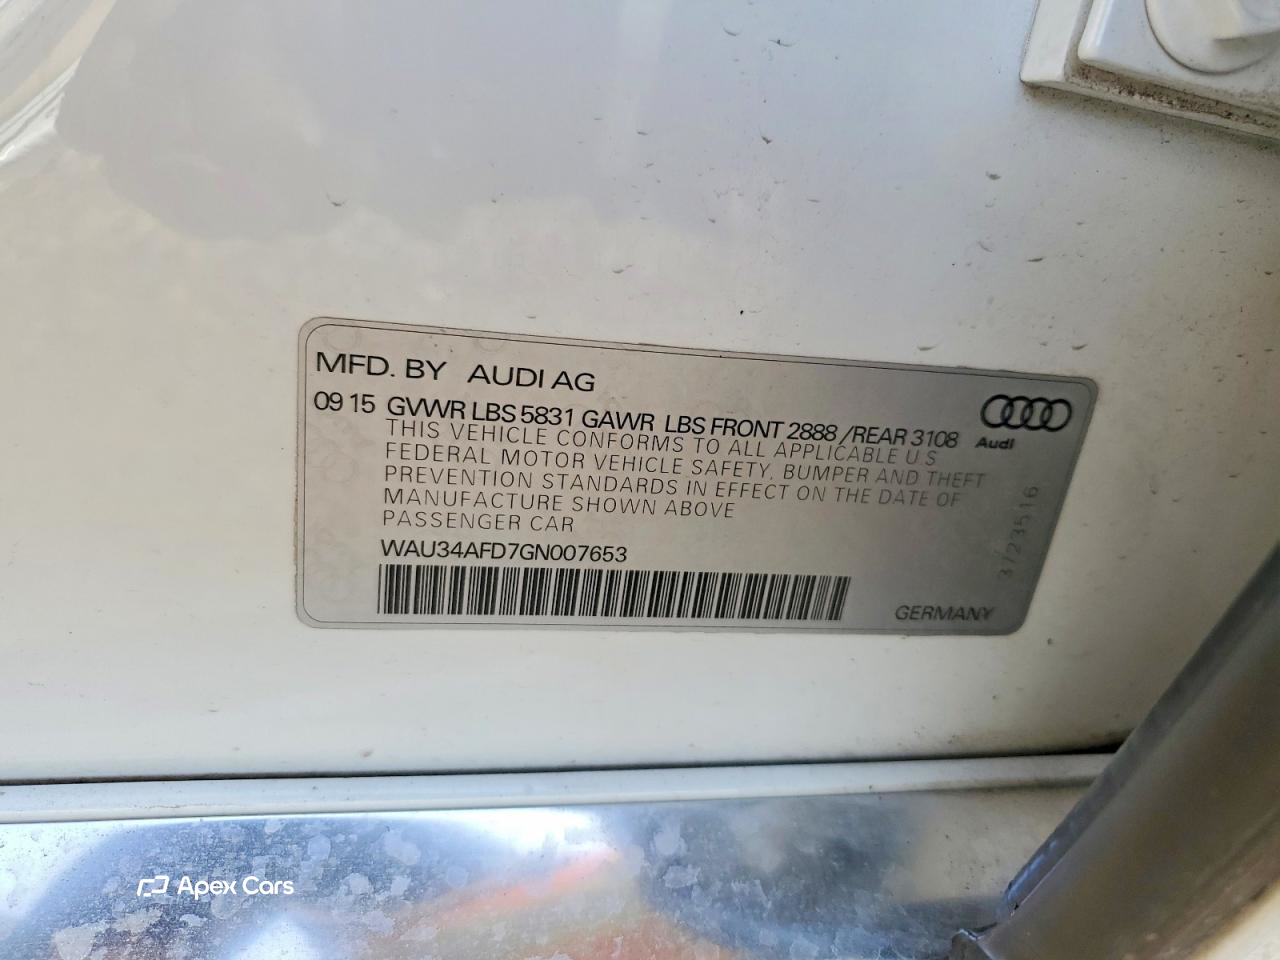 MFD. BY AUDI AG
09 15 GVWR LBS 5831 GAWR LBS FRONT 2888 /REAR 3108
Audi
THIS VEHICLE CONFORMS TO ALL APPLICABLE U.S
FEDERAL MOTOR VEHICLE SAFETY, BUMPER AND THEFT
PREVENTION STANDARDS IN EFFECT ON THE DATE OF
MANUFACTURE SHOWN ABOVE
PASSENGER CAR
WAU34AFD7GN007653
GERMANY
3/23516
Apex Cars